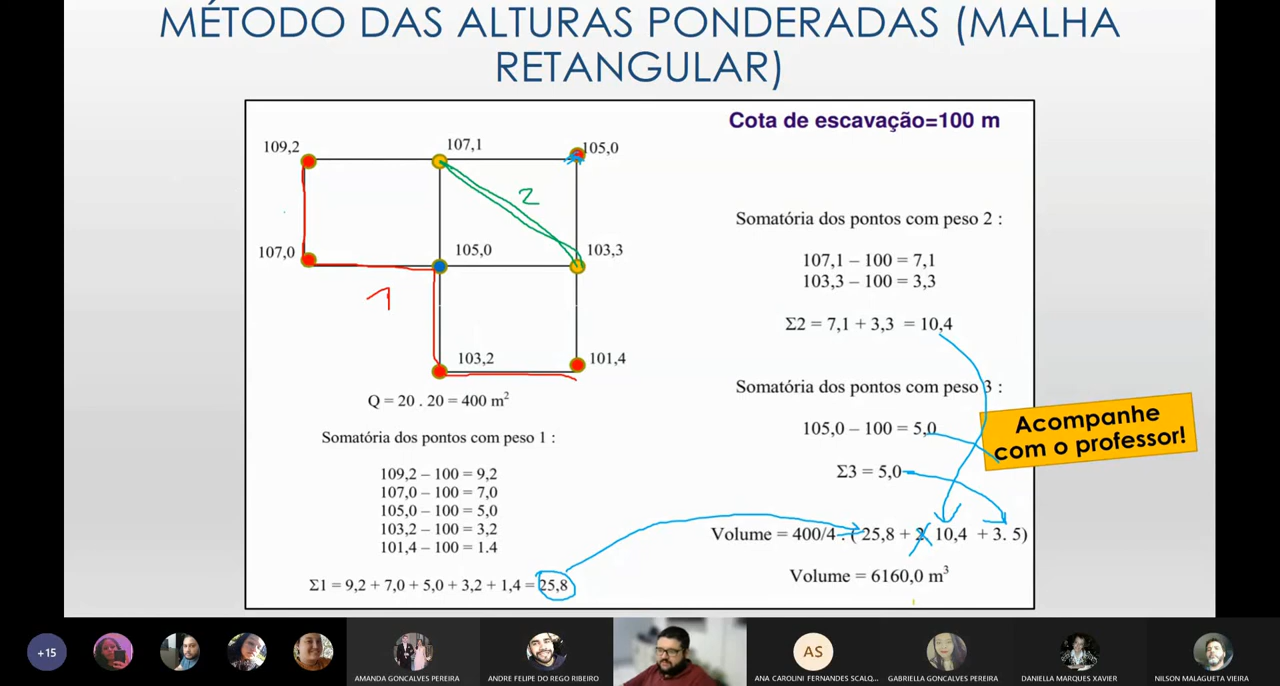 MÉTODO DAS ALTURAS PONDERADAS (MALHA
RETANGULAR)
Cota de escavação=100 m
109,2
107,1
105,0
2
107,0
105,0
103,3
1
103,2
101,4
Q = 20 . 20 = 400 m²
Somatória dos pontos com peso 1 :
109,2 – 100 = 9,2
107,0 – 100 = 7,0
105,0 – 100 = 5,0
103,2 – 100 = 3,2
101,4 – 100 = 1.4
Σ1 = 9,2 + 7,0 + 5,0 + 3,2 + 1,4 = 25,8
Somatória dos pontos com peso 2 :
107,1 – 100 = 7,1
103,3 – 100 = 3,3
Σ2 = 7,1 + 3,3 = 10,4
Somatória dos pontos com peso 3 :
105,0 – 100 = 5,0
Σ3 = 5,0
Volume = 400/4 . ( 25,8 + 2. 10,4 + 3. 5)
Volume = 6160,0 m³
Acompanhe
com o professor!
+15
AMANDA GONCALVES PEREIRA
ANDRE FELIPE DO REGO RIBEIRO
AS
ANA CAROLINI FERNANDES SCALQ...
GABRIELLA GONCALVES PEREIRA
DANIELLA MARQUES XAVIER
NILSON MALAGUETA VIEIRA